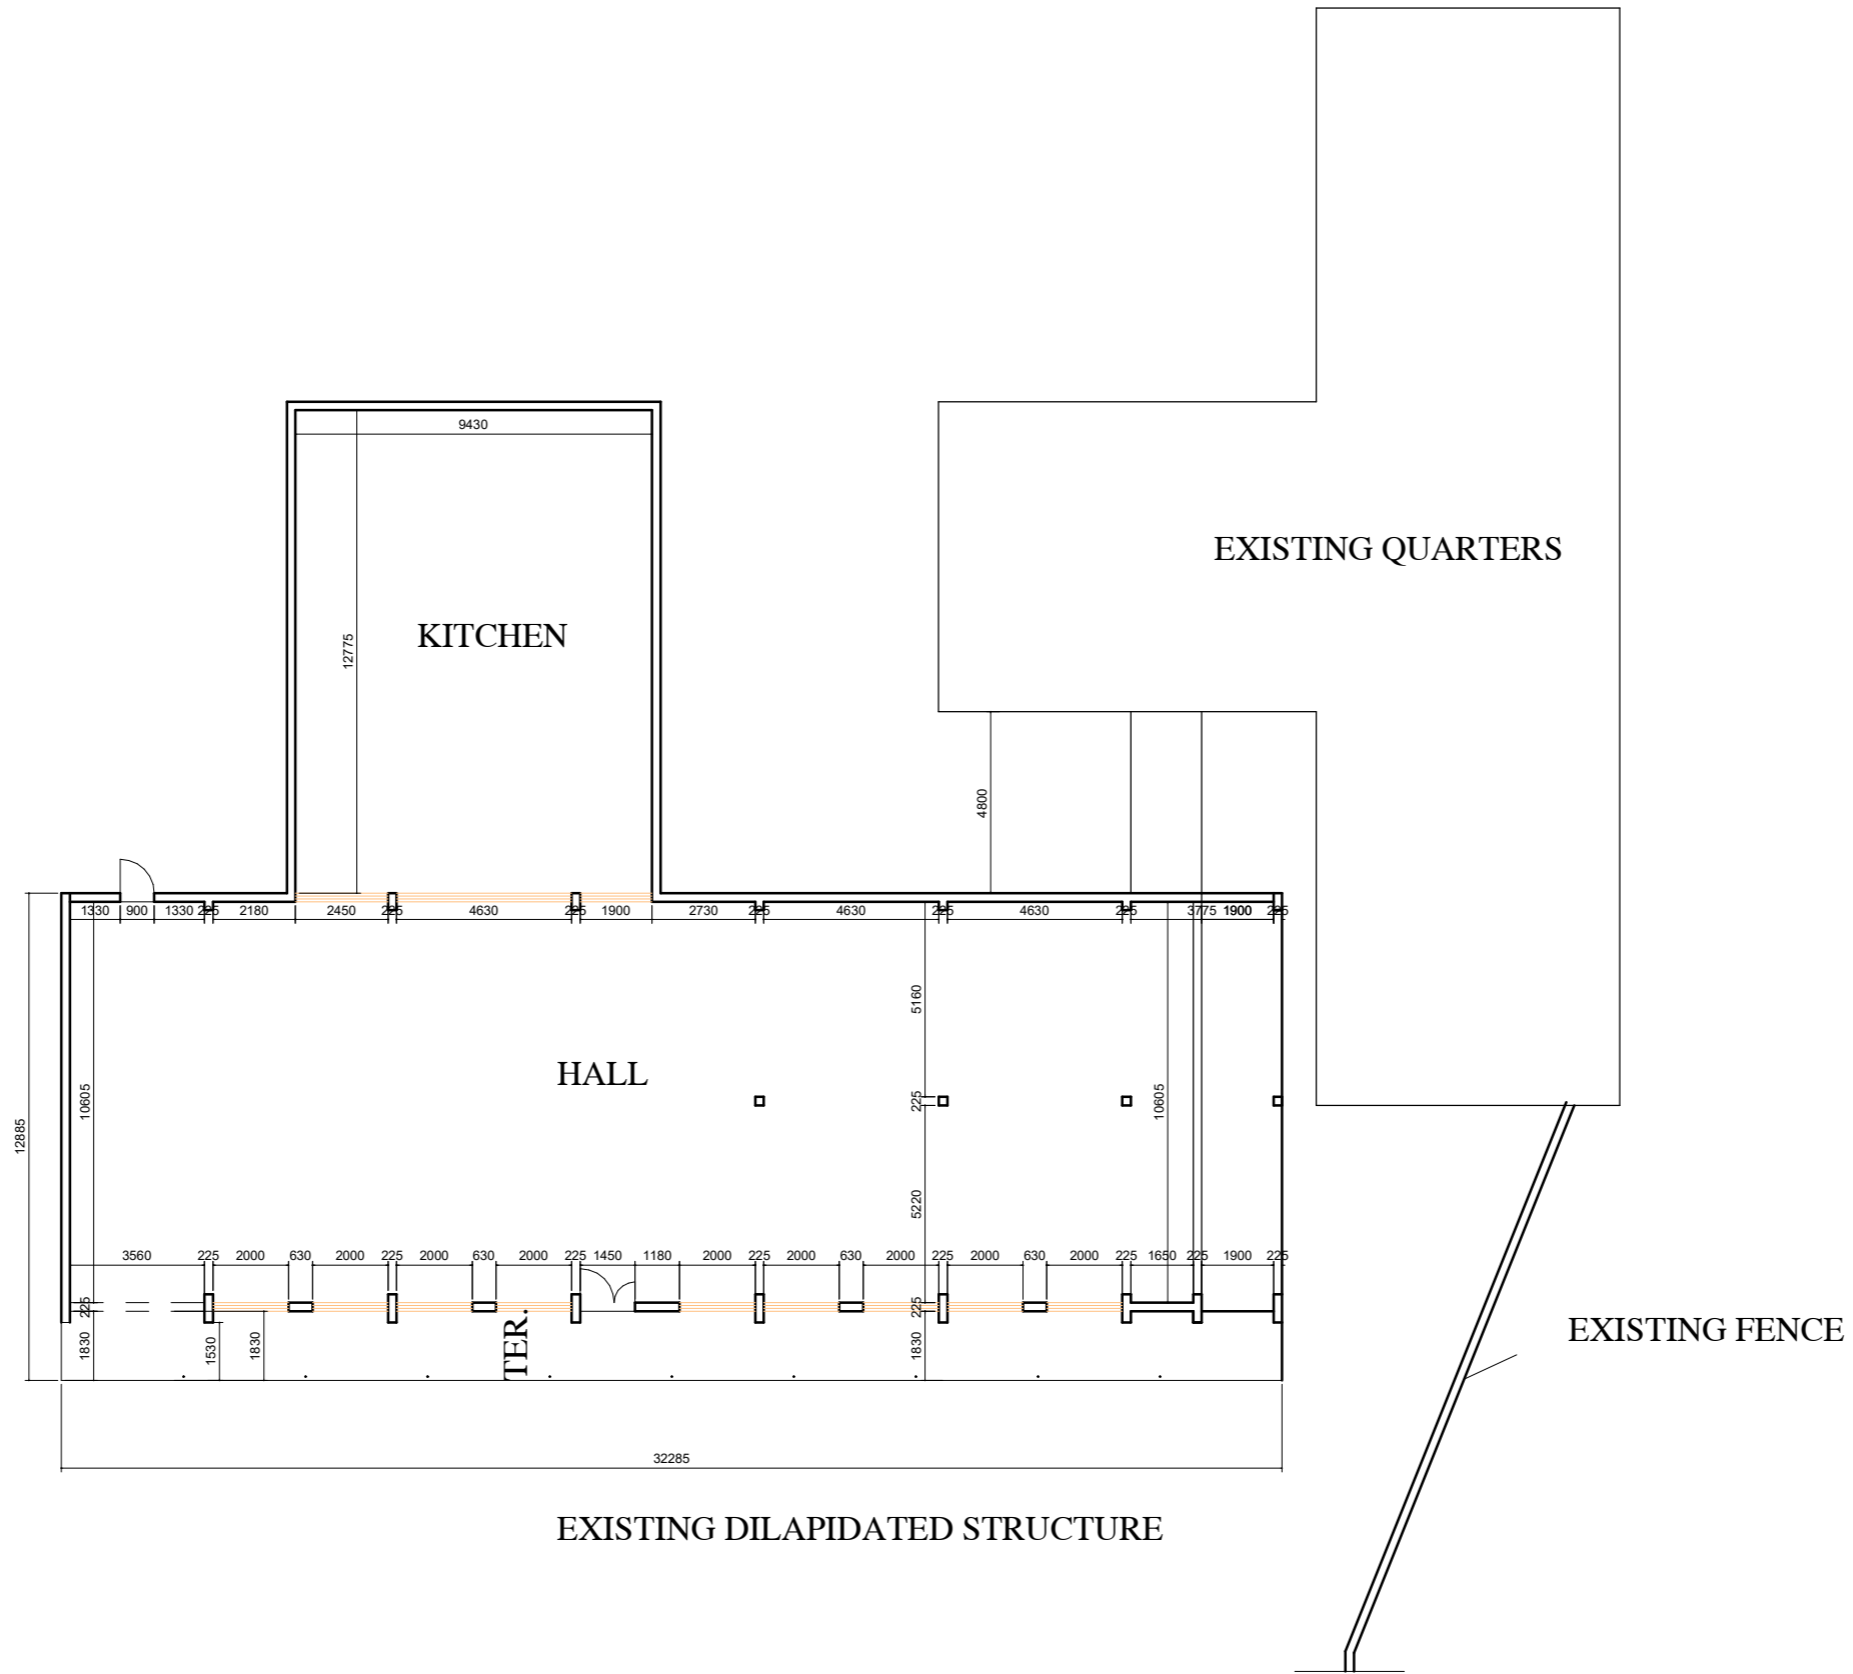 9430
EXISTING QUARTERS
KITCHEN
12775
4800
1330 900 1330 225 2180 2450 225 4630 225 1900 2730 225 4630 225 4630 225 3775 1900 225
5160
HALL
10605
225
10605
12885
5220
3560 225 2000 630 2000 225 2000 630 2000 225 1450 1180 2000 225 2000 630 2000 225 2000 630 2000 225 1650 225 1900 225
225
225
1830
1530
1830
TER.
1830
EXISTING FENCE
32285
EXISTING DILAPIDATED STRUCTURE